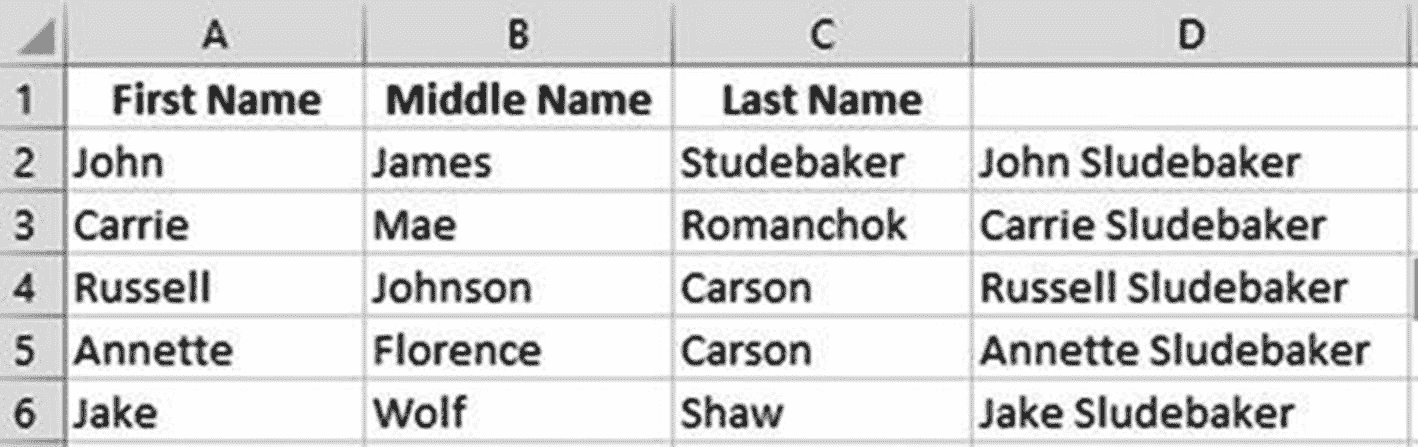 A B C D
1 First Name Middle Name Last Name
2 John James Studebaker John Sludebaker
3 Carrie Mae Romanchok Carrie Sludebaker
4 Russell Johnson Carson Russell Sludebaker
5 Annette Florence Carson Annette Sludebaker
6 Jake Wolf Shaw Jake Sludebaker